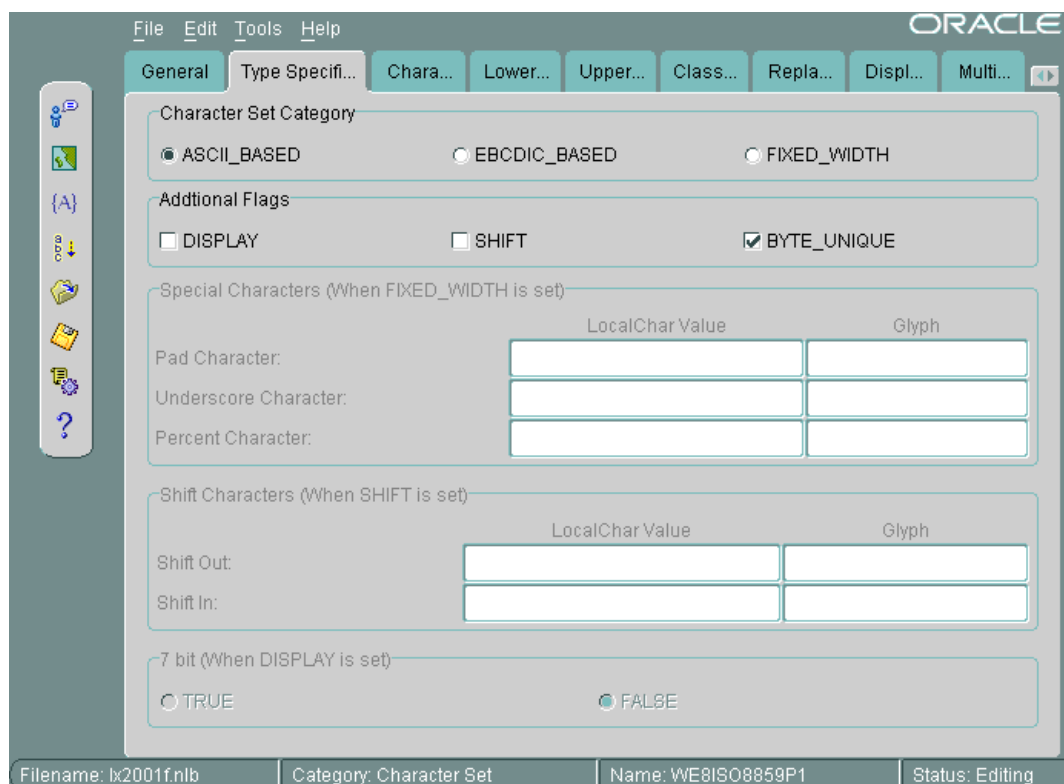 File Edit Tools Help
ORACLE
General Type Specifi... Chara... Lower... Upper... Class... Repla... Displ... Multi...
Character Set Category
ASCII_BASED EBCDIC_BASED FIXED_WIDTH
Addtional Flags
DISPLAY SHIFT BYTE_UNIQUE
Special Characters (When FIXED_WIDTH is set)
LocalChar Value Glyph
Pad Character:
Underscore Character:
Percent Character:
Shift Characters (When SHIFT is set)
LocalChar Value Glyph
Shift Out:
Shift In:
7 bit (When DISPLAY is set)
TRUE FALSE
Filename: lx2001f.nlb Category: Character Set Name: WE8ISO8859P1 Status: Editing
{A}
a
b
c
?